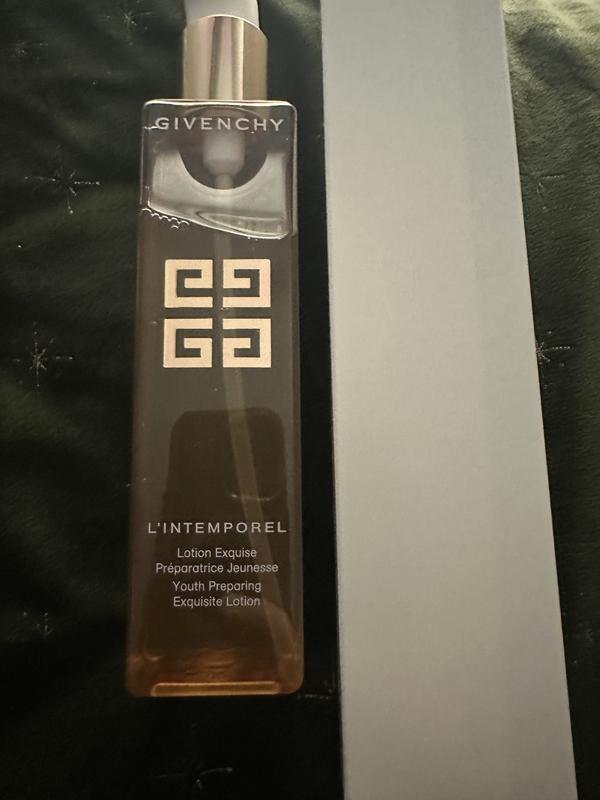 GIVENCHY
L'INTEMPOREL
Lotion Exquise
Préparatrice Jeunesse
Youth Preparing
Exquisite Lotion